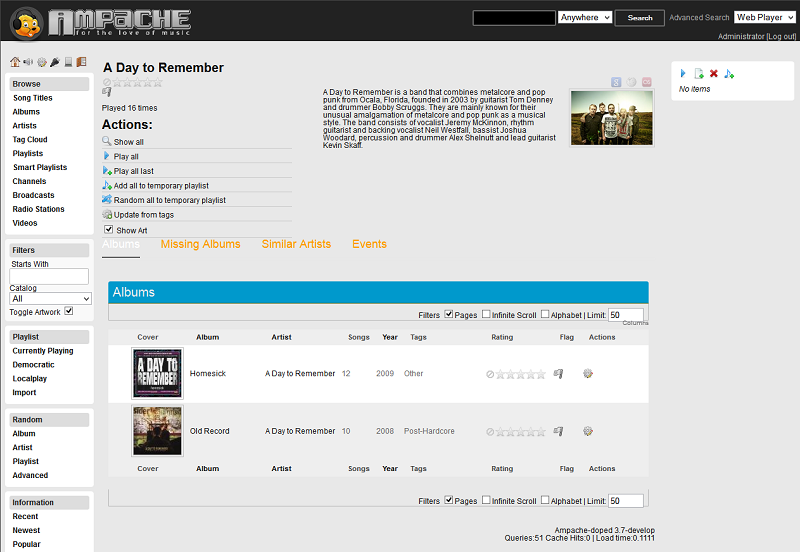 AMPACHE
for the love of music
Anywhere
Search
Advanced Search
Web Player
Administrator [Log out]
Browse
Song Titles
Albums
Artists
Tag Cloud
Playlists
Smart Playlists
Channels
Broadcasts
Radio Stations
Videos
Filters
Starts With
Catalog
All
Toggle Artwork
Playlist
Currently Playing
Democratic
Localplay
Import
Random
Album
Artist
Playlist
Advanced
Information
Recent
Newest
Popular
A Day to Remember
Played 16 times
Actions:
Show all
Play all
Play all last
Add all to temporary playlist
Random all to temporary playlist
Update from tags
Show Art
A Day to Remember is a band that combines metalcore and pop
punk from Ocala, Florida, founded in 2003 by guitarist Tom Denney
and drummer Bobby Scruggs. They are mainly known for their
unusual amalgamation of metalcore and pop punk as a musical
style. The band consists of vocalist Jeremy McKinnon, rhythm
guitarist and backing vocalist Neil Westfall, bassist Joshua
Woodard, percussion and drummer Alex Shelnutt and lead guitarist
Kevin Skaff.
No items
Albums Missing Albums Similar Artists Events
Albums
Filters Pages Infinite Scroll Alphabet | Limit: 50
Columns
Cover Album Artist Songs Year Tags Rating Flag Actions
A DAY TO REMEMBER
Homesick A Day to Remember 12 2009 Other
Old Record A Day to Remember 10 2008 Post-Hardcore
Cover Album Artist Songs Year Tags Rating Flag Actions
Filters Pages Infinite Scroll Alphabet | Limit: 50
Ampache-doped 3.7-develop
Queries:51 Cache Hits:0 | Load time:0.1111